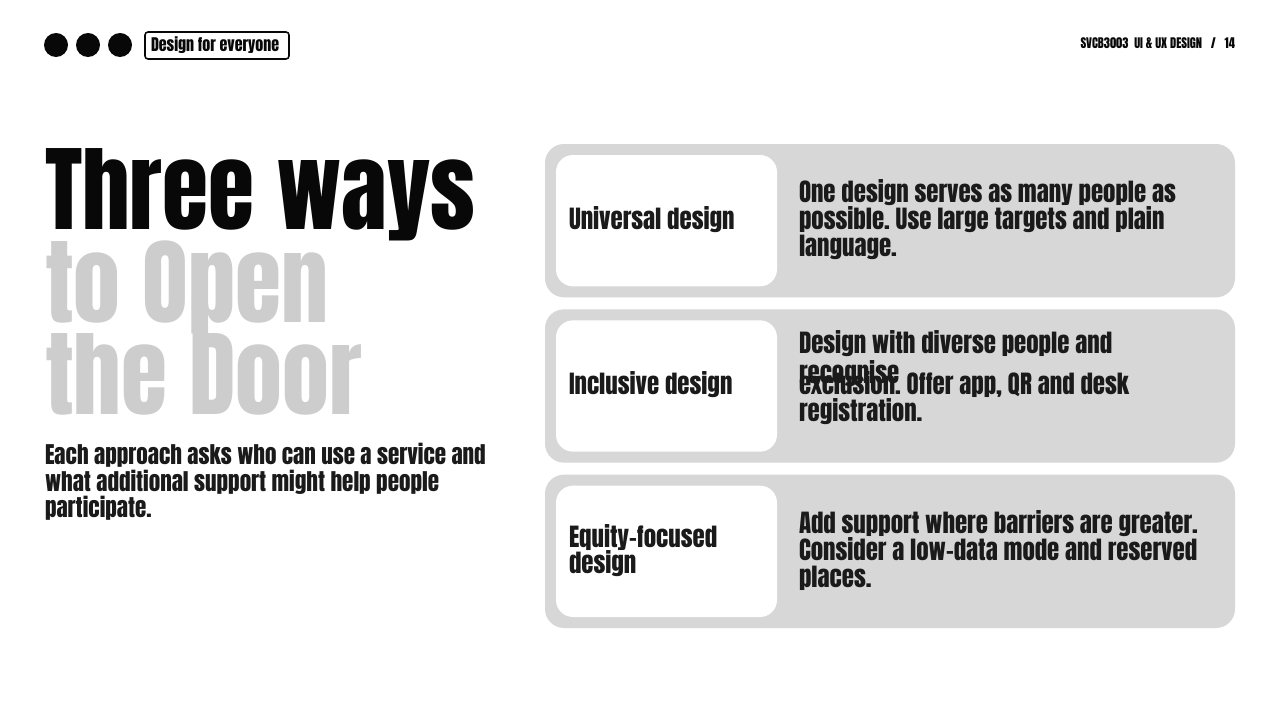 Design for everyone
SVCB3003 UI & UX DESIGN / 14
Three ways
to Open
the Door
Each approach asks who can use a service and
what additional support might help people
participate.
Universal design
One design serves as many people as
possible. Use large targets and plain
language.
Inclusive design
Design with diverse people and
recognise
exclusion. Offer app, QR and desk
registration.
Equity-focused
design
Add support where barriers are greater.
Consider a low-data mode and reserved
places.